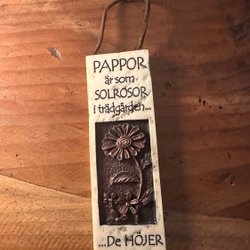 PAPPOR
är som
SOLROSOR
i trädgården...
...De HÖJER